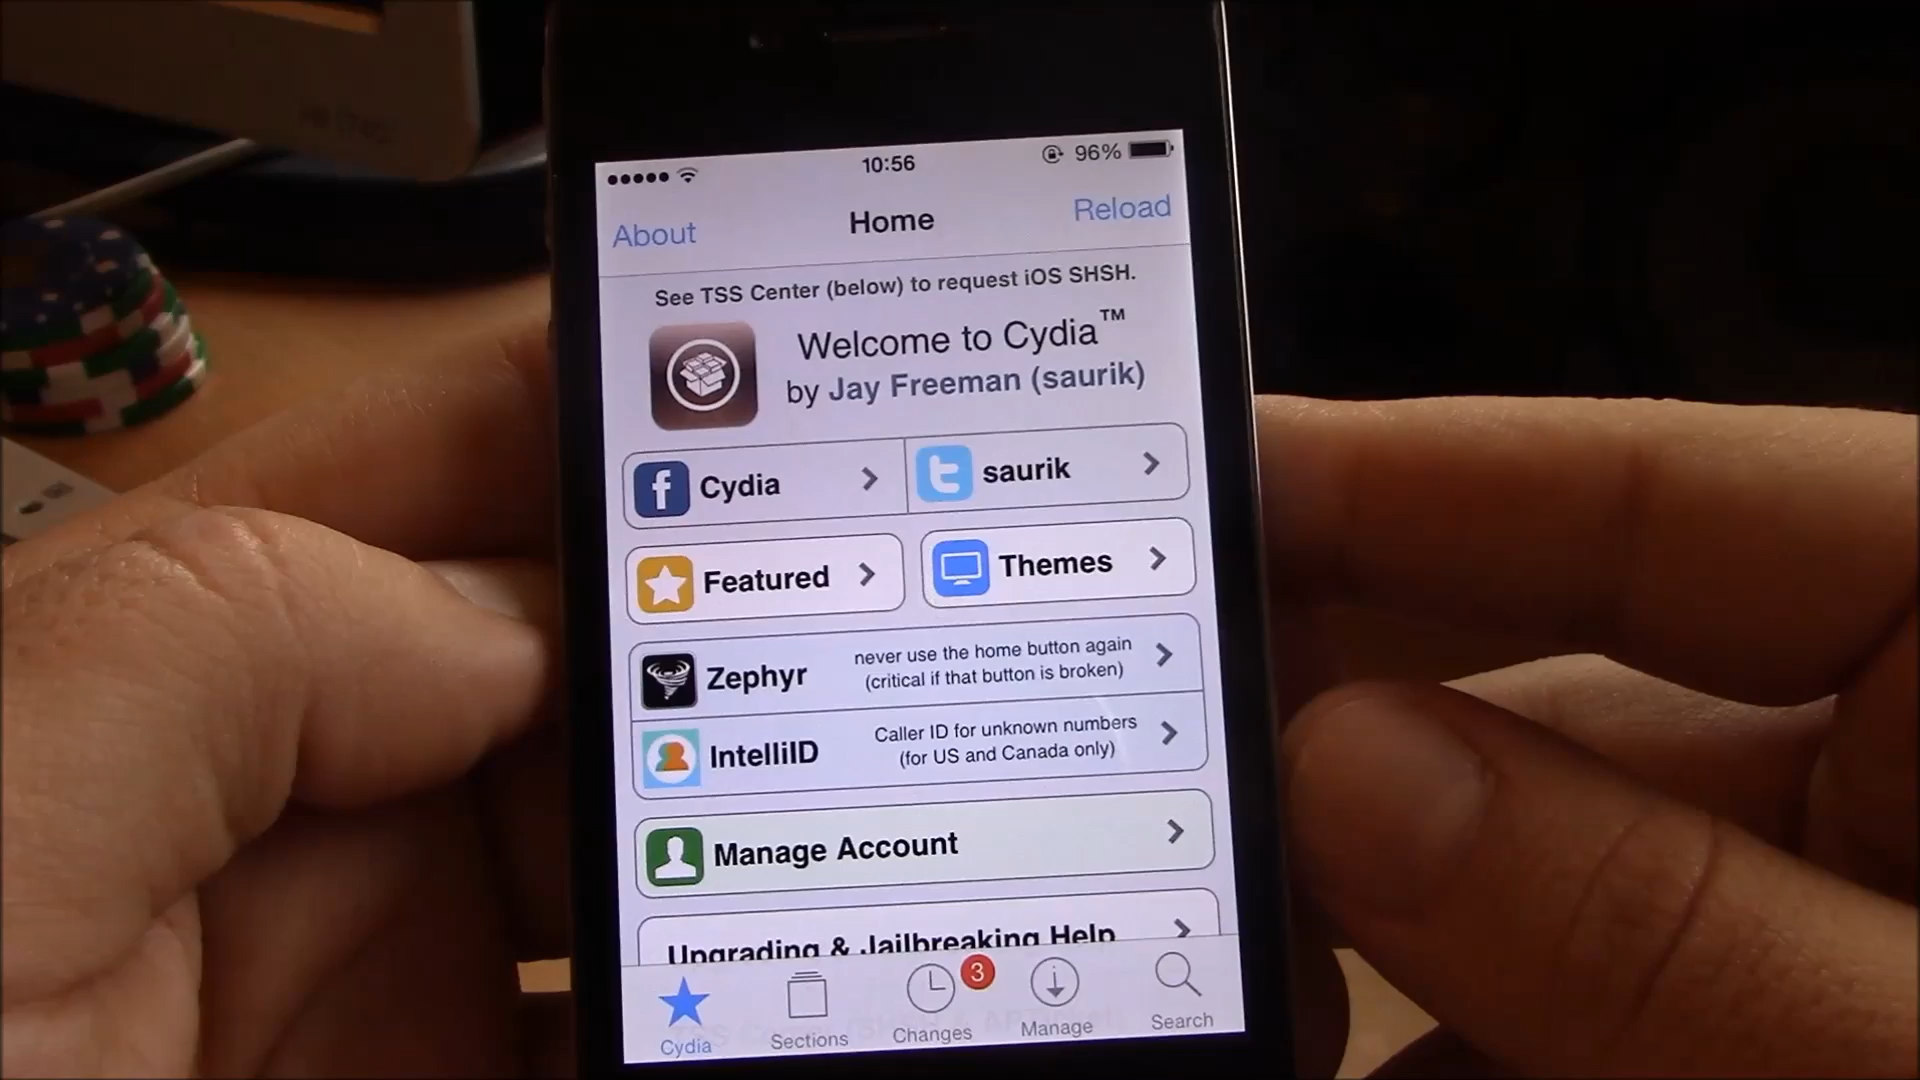 10:56
96%
About
Home
Reload
See TSS Center (below) to request iOS SHSH.
Welcome to Cydia™
by Jay Freeman (saurik)
Cydia
saurik
Featured
Themes
Zephyr
never use the home button again
(critical if that button is broken)
IntelliID
Caller ID for unknown numbers
(for US and Canada only)
Manage Account
Upgrading & Jailbreaking Help
3
Cydia
Sections
Changes
Manage
Search